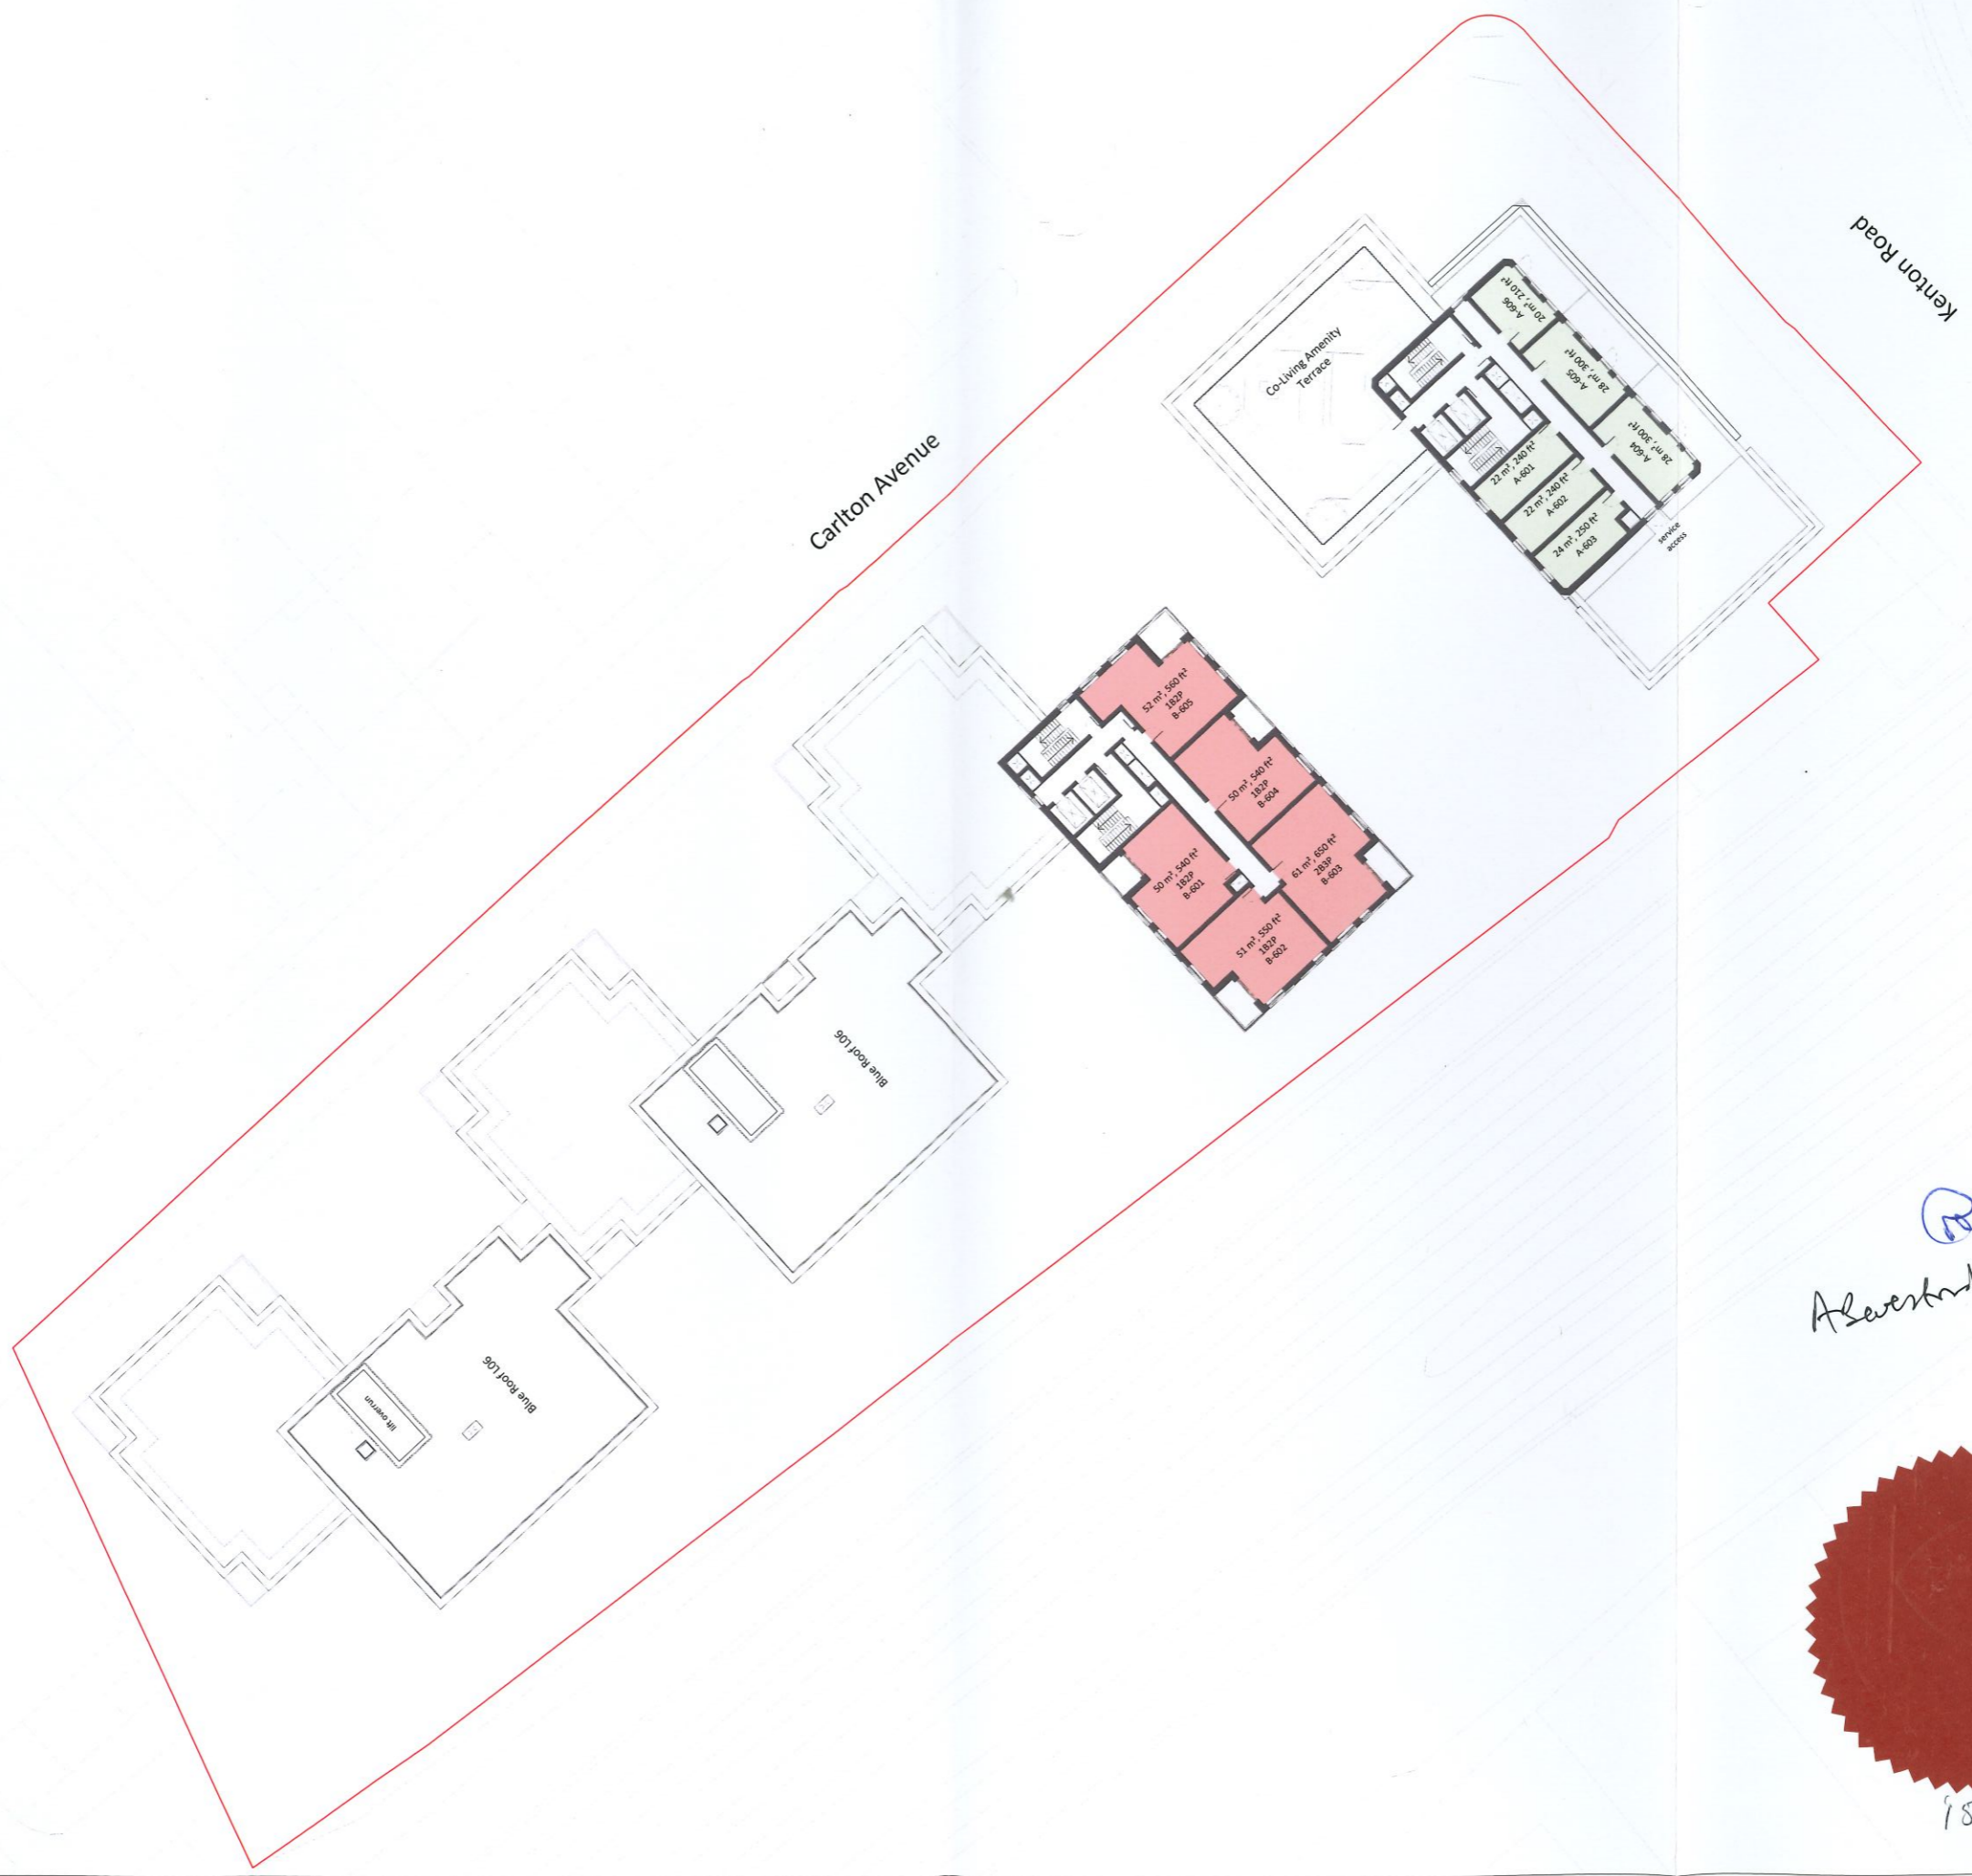 Kenton Road
Carlton Avenue
Co-Living Amenity
Terrace
20 m², 210 ft²
A-606
28 m², 300 ft²
A-605
28 m², 300 ft²
A-604
22 m², 240 ft²
A-601
22 m², 240 ft²
A-602
24 m², 250 ft²
A-603
service
access
52 m², 560 ft²
1B2P
B-605
50 m², 540 ft²
1B2P
B-604
61 m², 650 ft²
2B3P
B-603
50 m², 540 ft²
1B2P
B-601
51 m², 550 ft²
1B2P
B-602
Blue Roof L06
Blue Roof L06
lift overrun